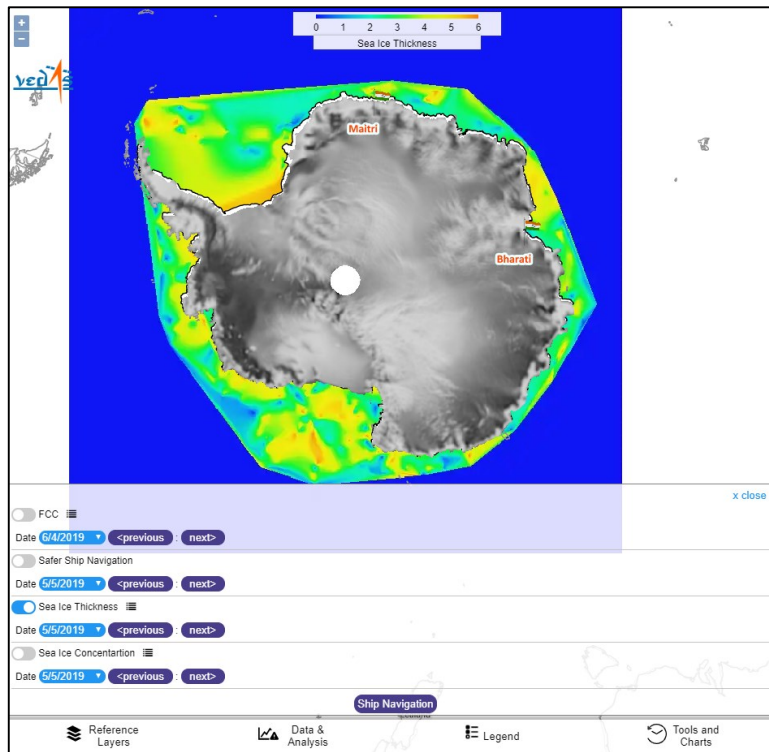 +
−
0 1 2 3 4 5 6
Sea Ice Thickness
Maitri
Bharati
x close
FCC
Date 6/4/2019 <previous : next>
Safer Ship Navigation
Date 5/5/2019 <previous : next>
Sea Ice Thickness
Date 5/5/2019 <previous : next>
Sea Ice Concentartion
Date 5/5/2019 <previous : next>
Ship Navigation
Reference
Layers
Data &
Analysis
Legend
Tools and
Charts